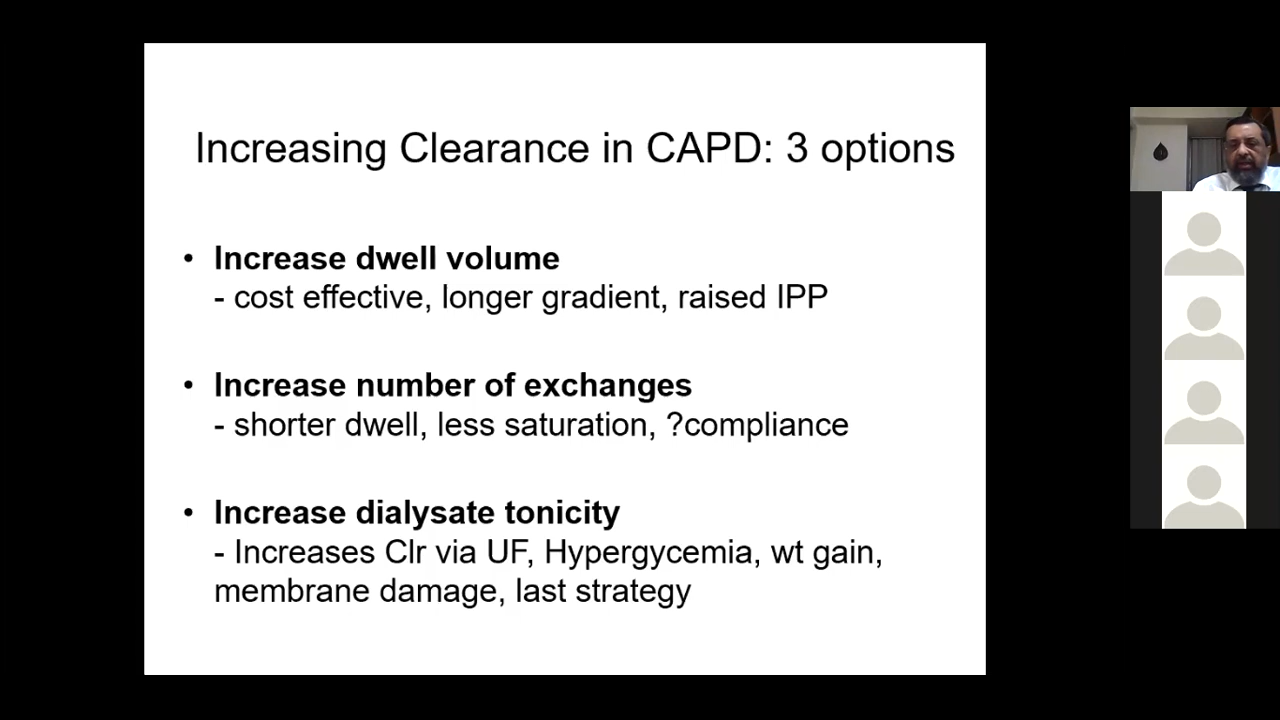 Increasing Clearance in CAPD: 3 options
• Increase dwell volume
- cost effective, longer gradient, raised IPP
• Increase number of exchanges
- shorter dwell, less saturation, ?compliance
• Increase dialysate tonicity
- Increases Clr via UF, Hypergycemia, wt gain,
membrane damage, last strategy